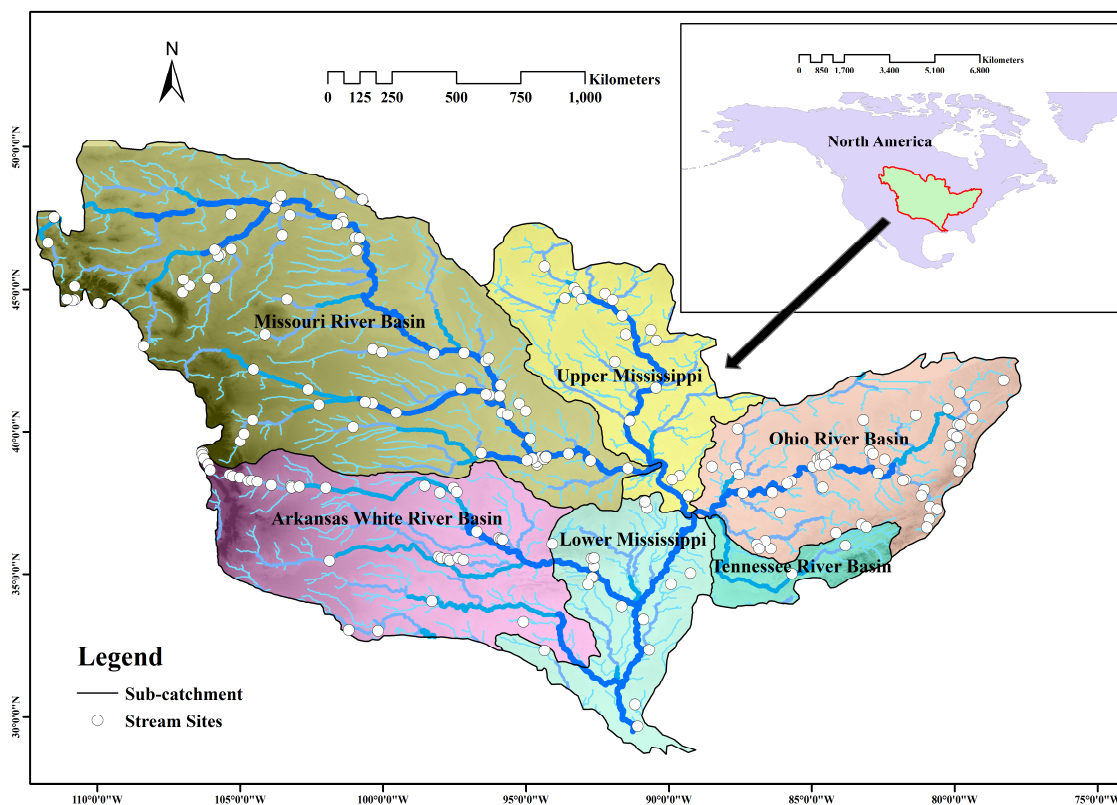 N
Kilometers
0 125 250 500 750 1,000
Kilometers
0 850 1,700 3,400 5,100 6,800
North America
50°0'0"N
45°0'0"N
40°0'0"N
35°0'0"N
30°0'0"N
Missouri River Basin
Upper Mississippi
Ohio River Basin
Arkansas White River Basin
Lower Mississippi
Tennessee River Basin
Legend
Sub-catchment
Stream Sites
110°0'0"W 105°0'0"W 100°0'0"W 95°0'0"W 90°0'0"W 85°0'0"W 80°0'0"W 75°0'0"W